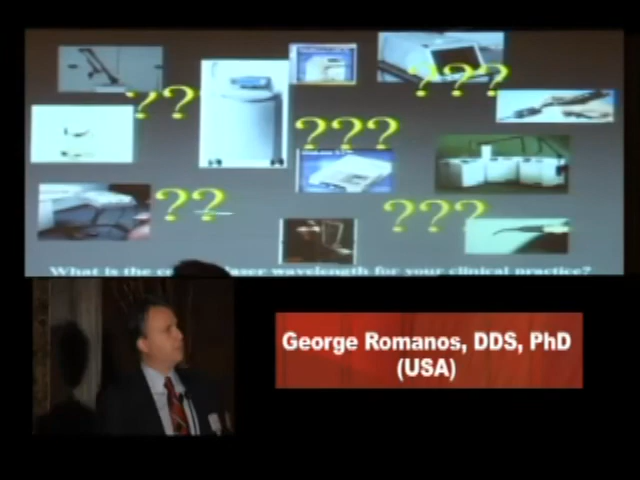 ??
???
???
??
???
What is the laser wavelength for your clinical practice?
George Romanos, DDS, PhD
(USA)